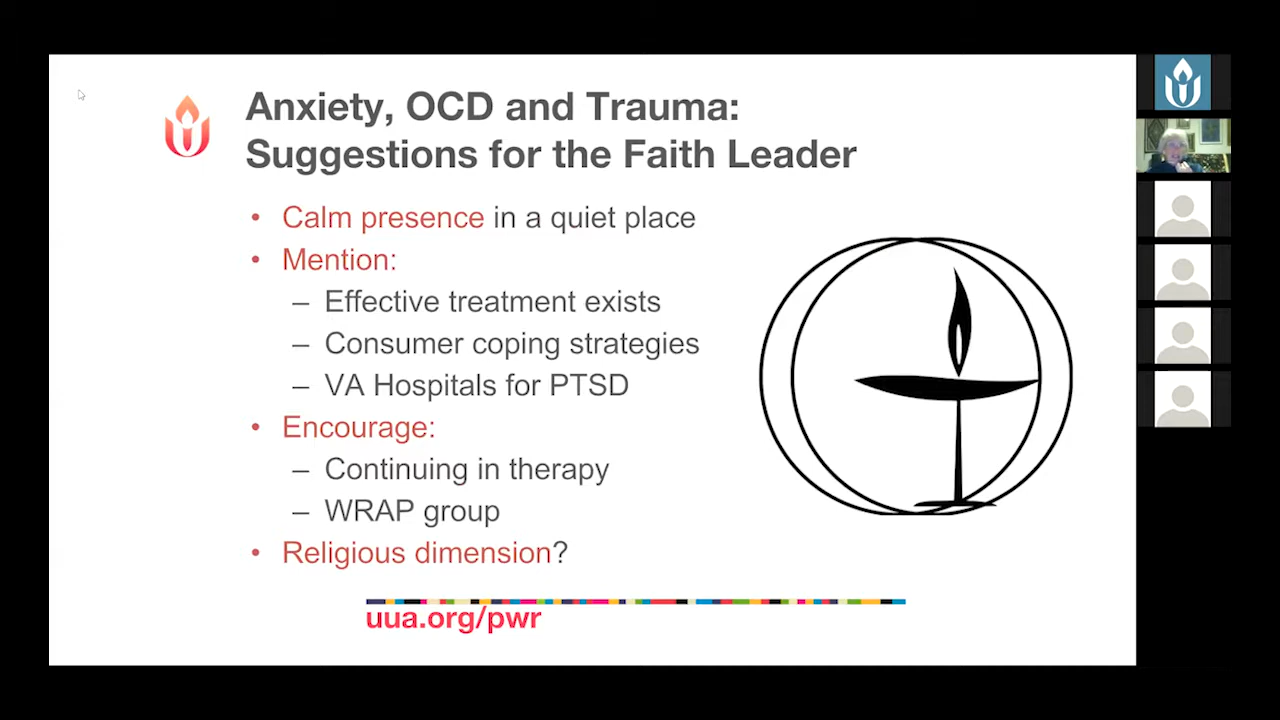 Anxiety, OCD and Trauma:
Suggestions for the Faith Leader
• Calm presence in a quiet place
• Mention:
– Effective treatment exists
– Consumer coping strategies
– VA Hospitals for PTSD
• Encourage:
– Continuing in therapy
– WRAP group
• Religious dimension?
uua.org/pwr